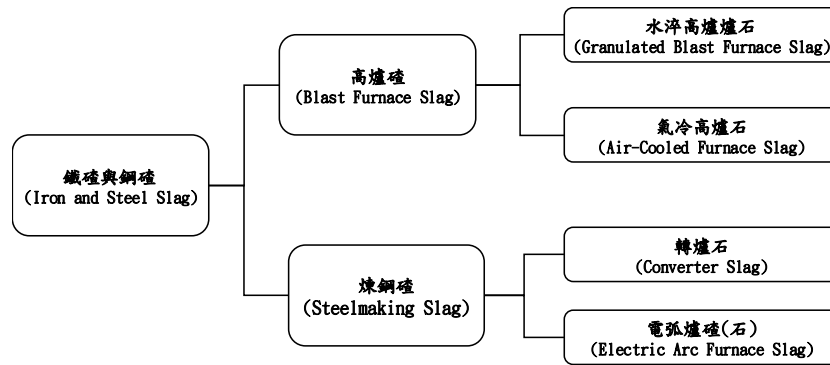 鐵碴與鋼碴
(Iron and Steel Slag)
高爐碴
(Blast Furnace Slag)
水淬高爐爐石
(Granulated Blast Furnace Slag)
氣冷高爐石
(Air-Cooled Furnace Slag)
煉鋼碴
(Steelmaking Slag)
轉爐石
(Converter Slag)
電弧爐碴(石)
(Electric Arc Furnace Slag)